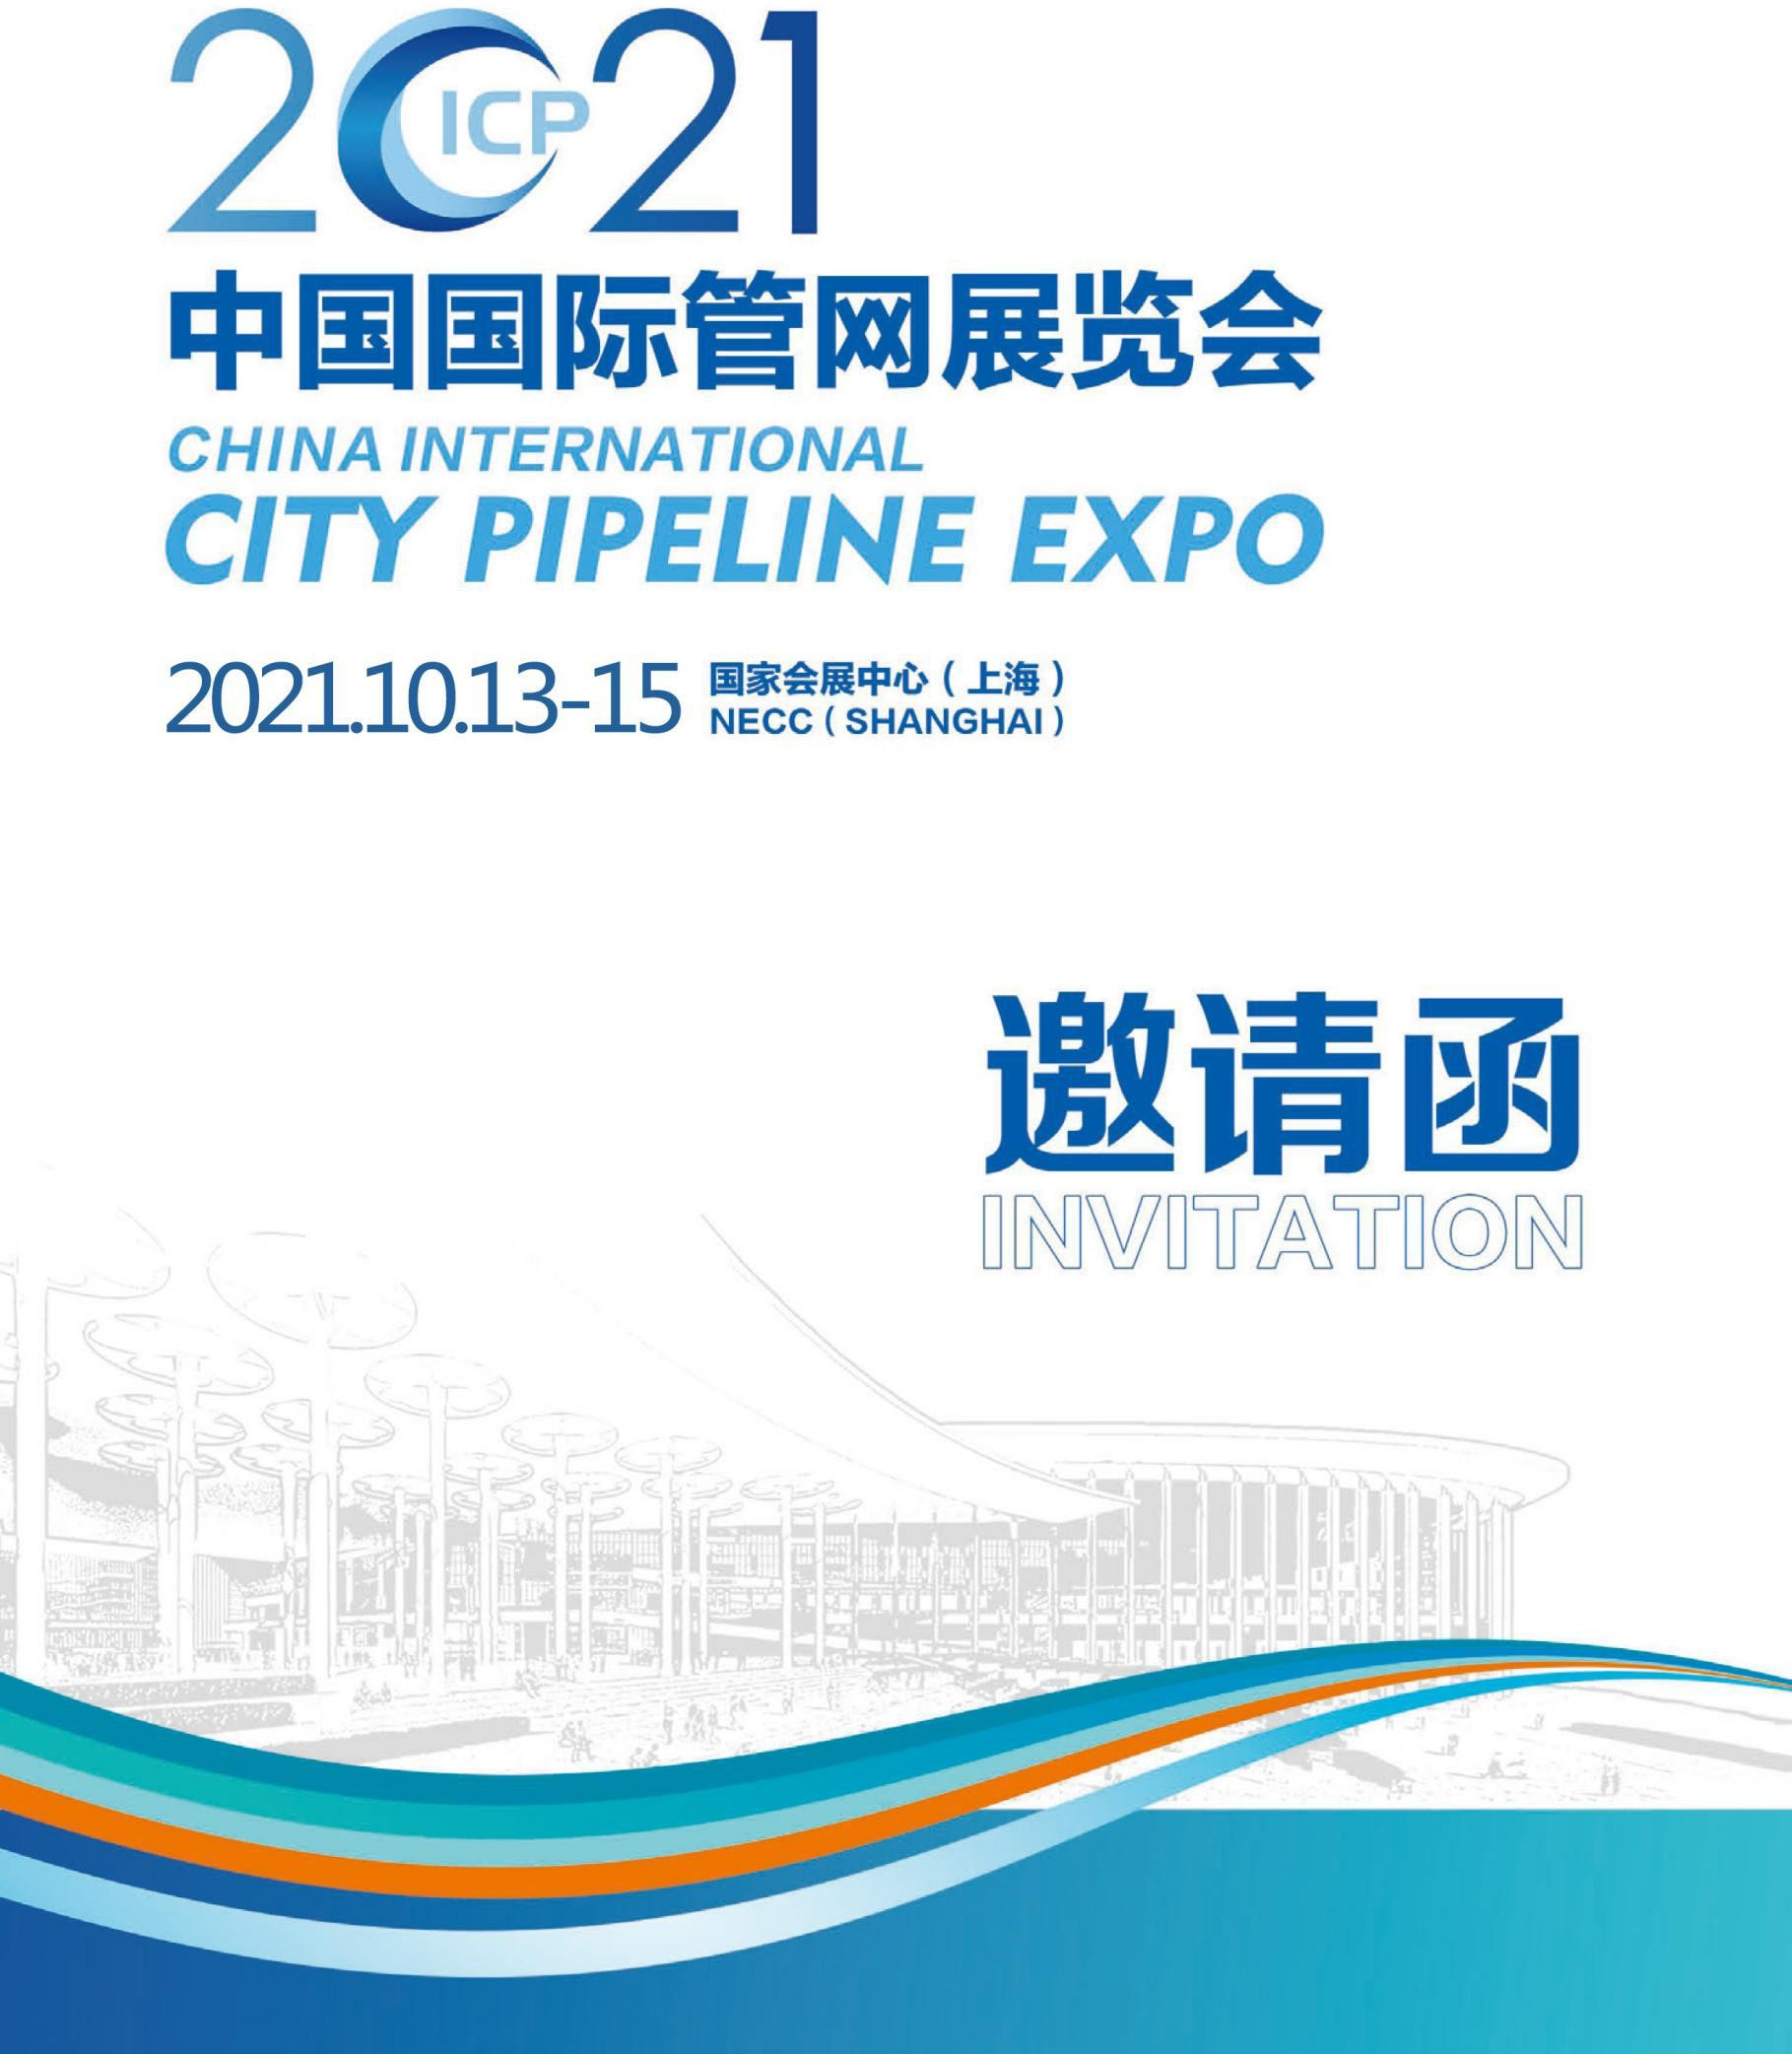 2021
ICP
中国国际管网展览会
CHINA INTERNATIONAL
CITY PIPELINE EXPO
2021.10.13-15
国家会展中心（上海）
NECC（SHANGHAI）
邀请函
INVITATION